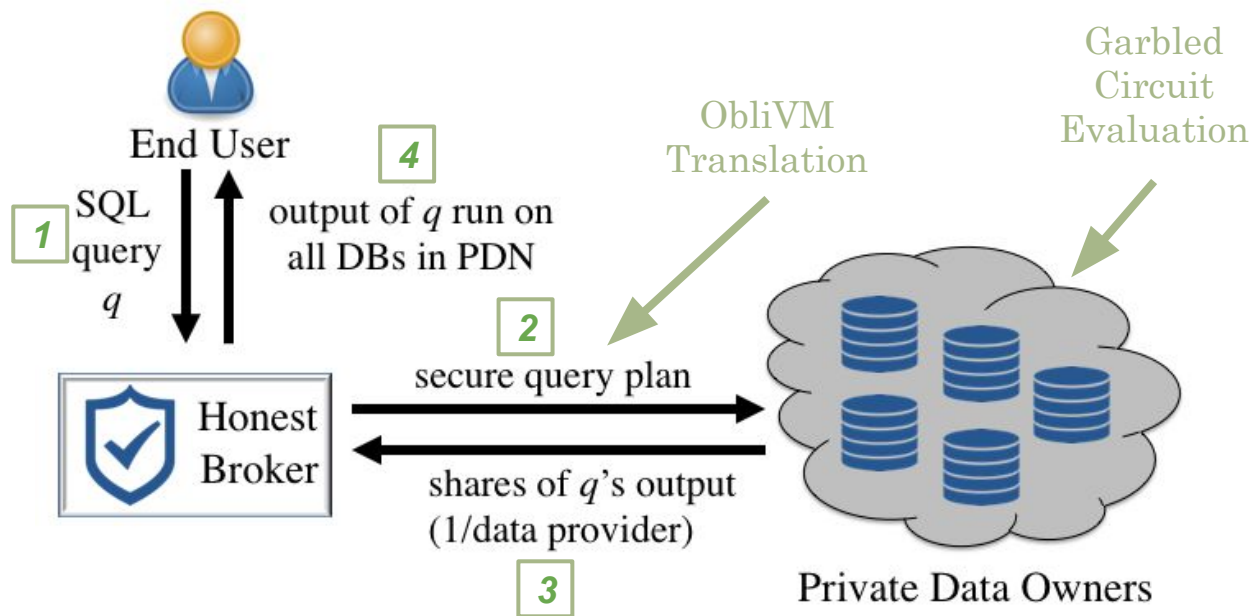 End User
1
SQL
query
q
4
output of q run on
all DBs in PDN
ObliVM
Translation
Garbled
Circuit
Evaluation
2
secure query plan
Honest
Broker
shares of q's output
(1/data provider)
3
Private Data Owners